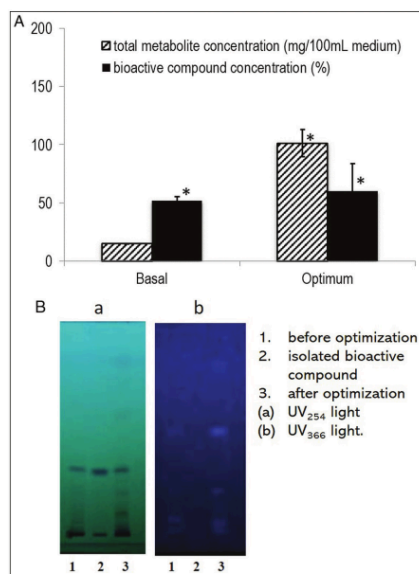 A
200
total metabolite concentration (mg/100mL medium)
bioactive compound concentration (%)
150
100
*
*
50
*
0
Basal
Optimum
B
a
b
1. before optimization
2. isolated bioactive
compound
3. after optimization
(a) UV254 light
(b) UV366 light.
1 2 3
1 2 3